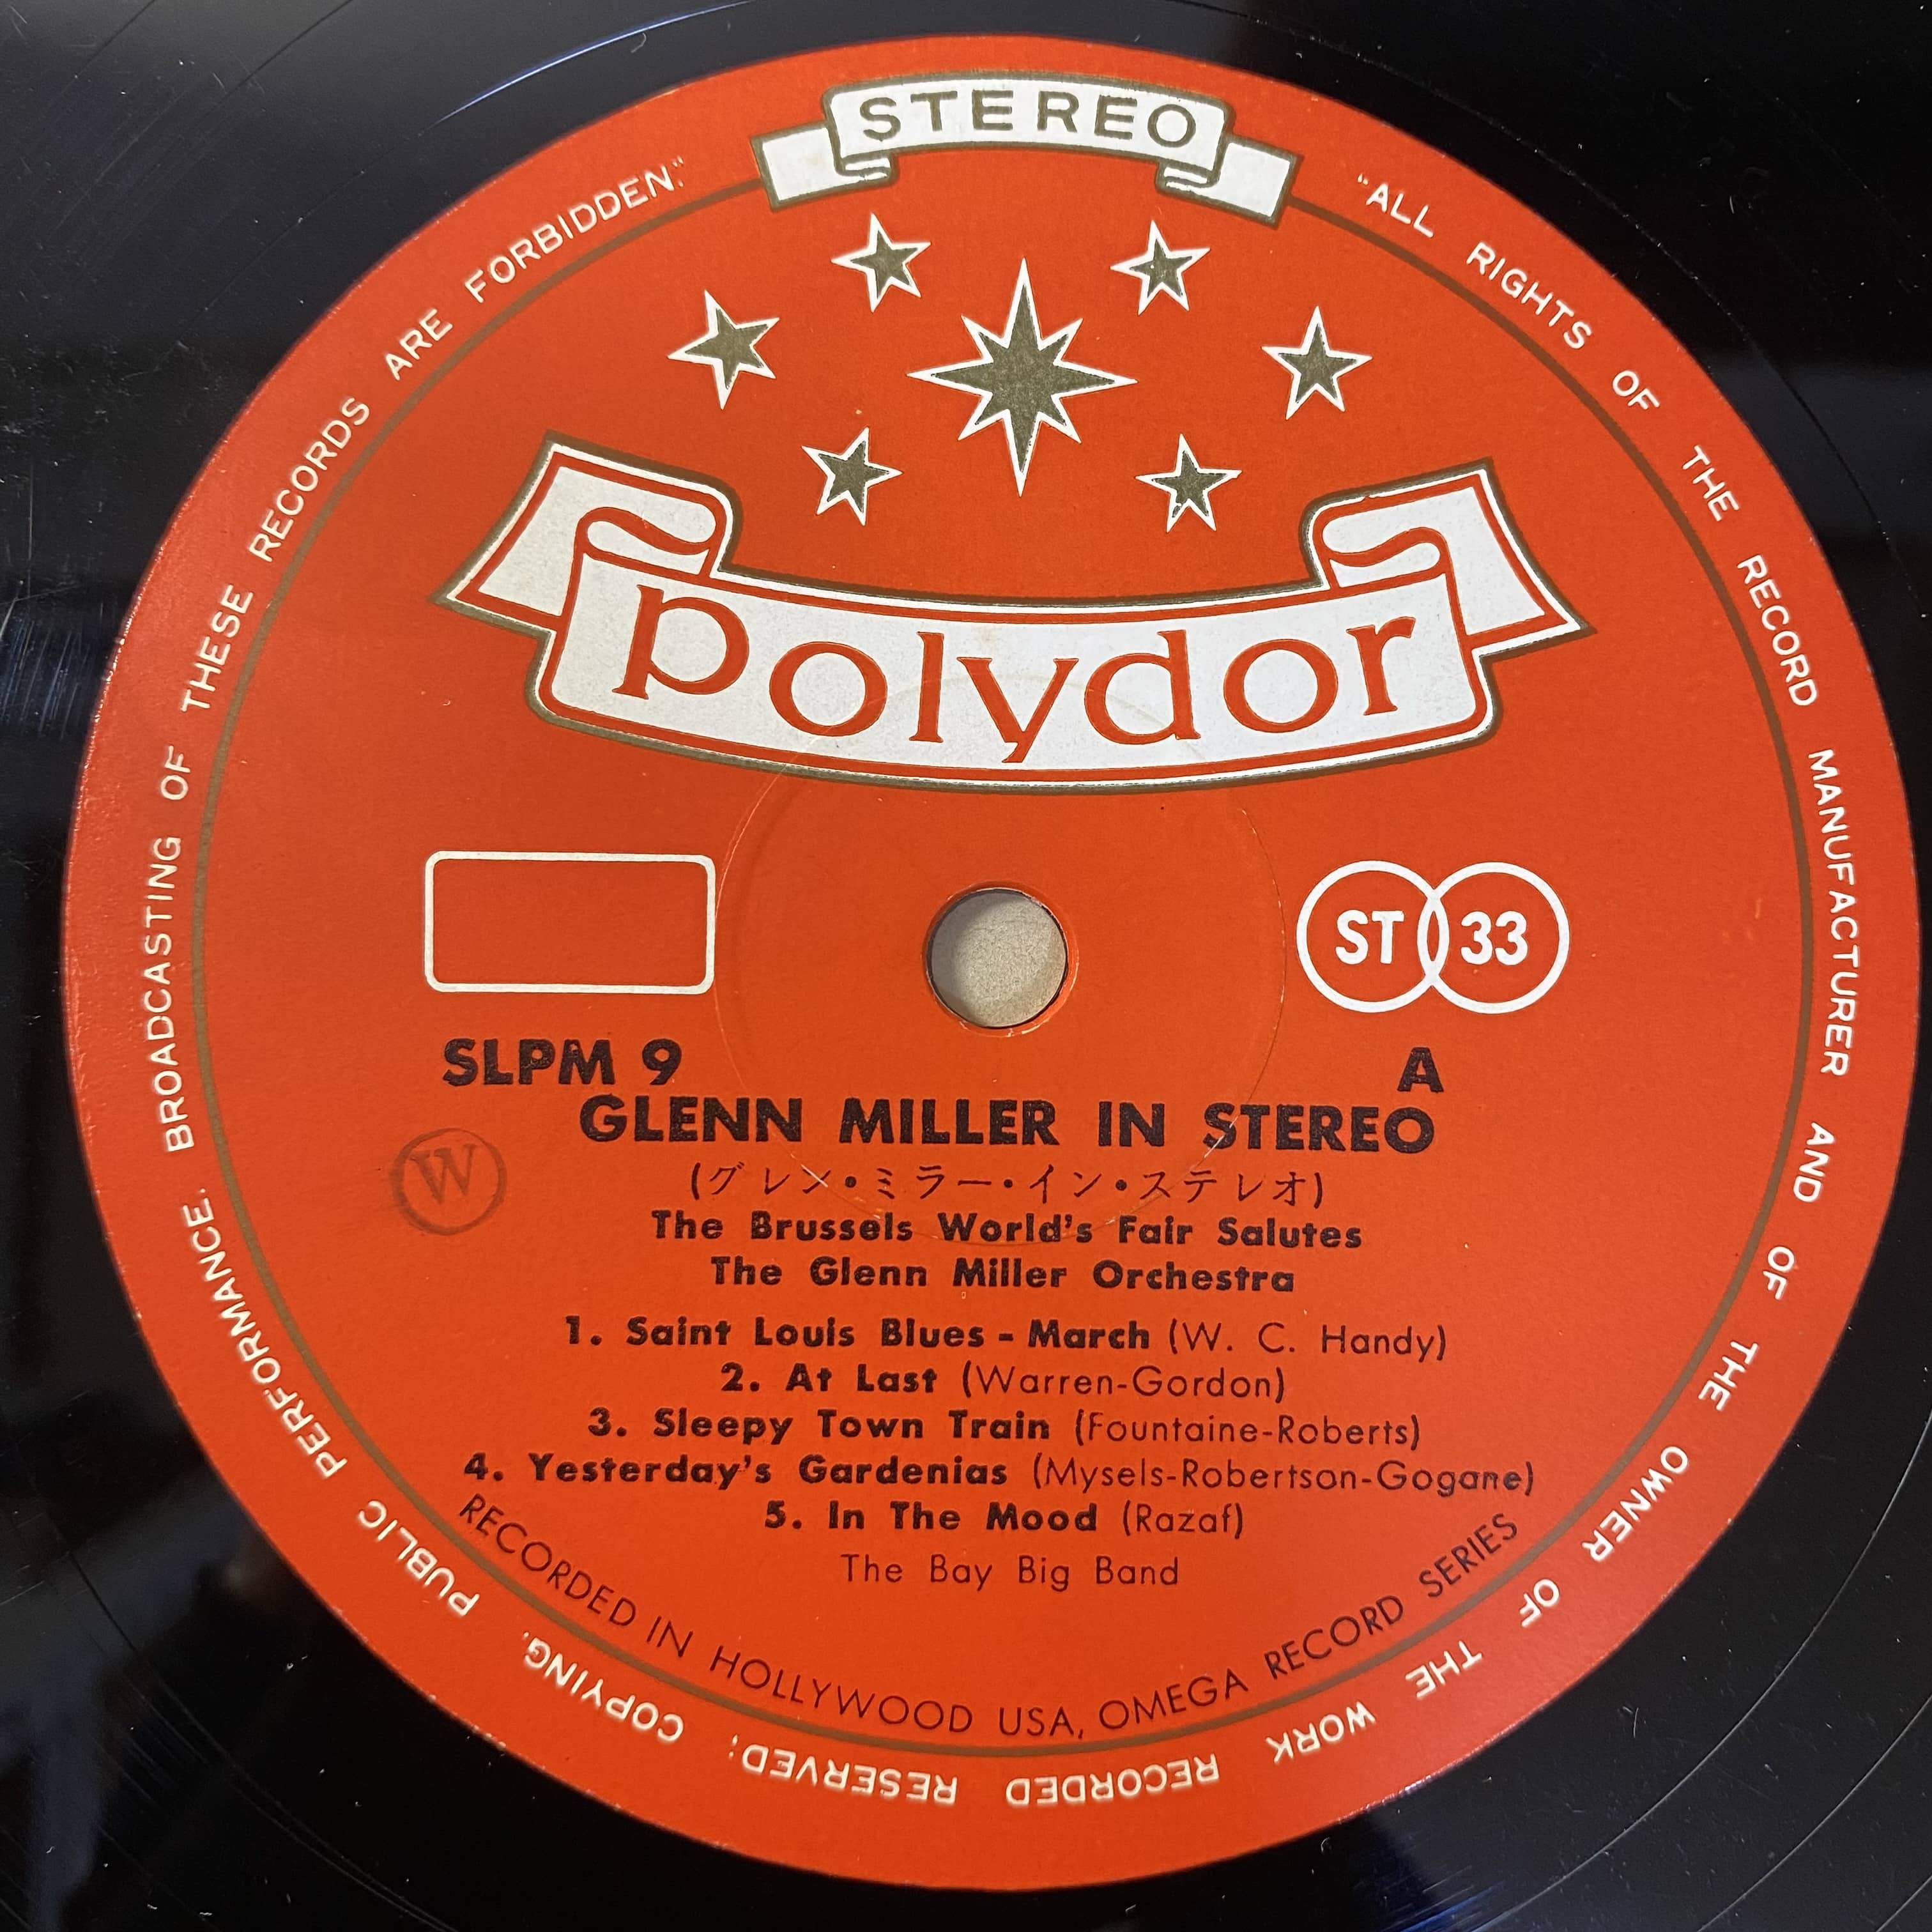 STEREO
"ALL RIGHTS OF THE RECORD MANUFACTURER AND OF THE OWNER OF THE WORK RECORDED RESERVED; COPYING, PUBLIC PERFORMANCE. BROADCASTING OF THESE RECORDS ARE FORBIDDEN."
polydor
ST 33
SLPM 9 A
GLENN MILLER IN STEREO
(グレン・ミラー・イン・ステレオ)
W
The Brussels World's Fair Salutes
The Glenn Miller Orchestra
1. Saint Louis Blues - March (W. C. Handy)
2. At Last (Warren-Gordon)
3. Sleepy Town Train (Fountaine-Roberts)
4. Yesterday's Gardenias (Mysels-Robertson-Gogane)
5. In The Mood (Razaf)
The Bay Big Band
RECORDED IN HOLLYWOOD USA, OMEGA RECORD SERIES